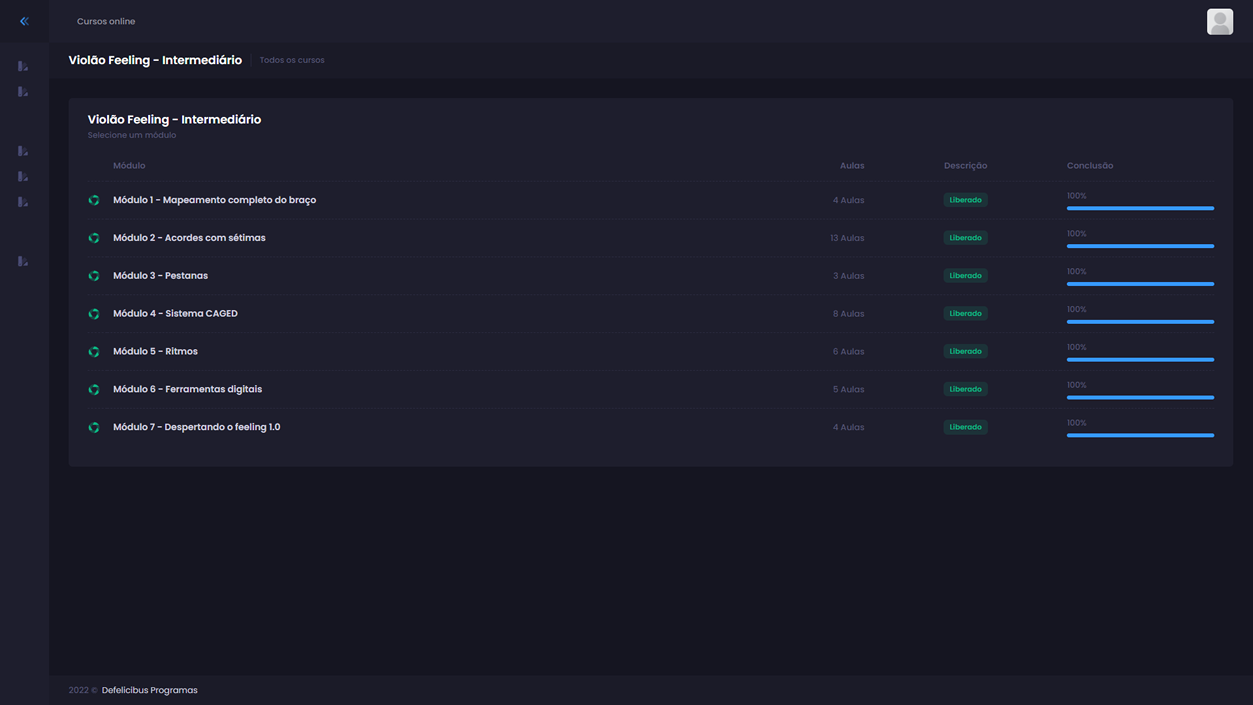 Cursos online
Violão Feeling - Intermediário Todos os cursos
Violão Feeling - Intermediário
Selecione um módulo
Módulo Aulas Descrição Conclusão
Módulo 1 - Mapeamento completo do braço 4 Aulas Liberado 100%
Módulo 2 - Acordes com sétimas 13 Aulas Liberado 100%
Módulo 3 - Pestanas 3 Aulas Liberado 100%
Módulo 4 - Sistema CAGED 8 Aulas Liberado 100%
Módulo 5 - Ritmos 6 Aulas Liberado 100%
Módulo 6 - Ferramentas digitais 5 Aulas Liberado 100%
Módulo 7 - Despertando o feeling 1.0 4 Aulas Liberado 100%
2022 © Defelicibus Programas